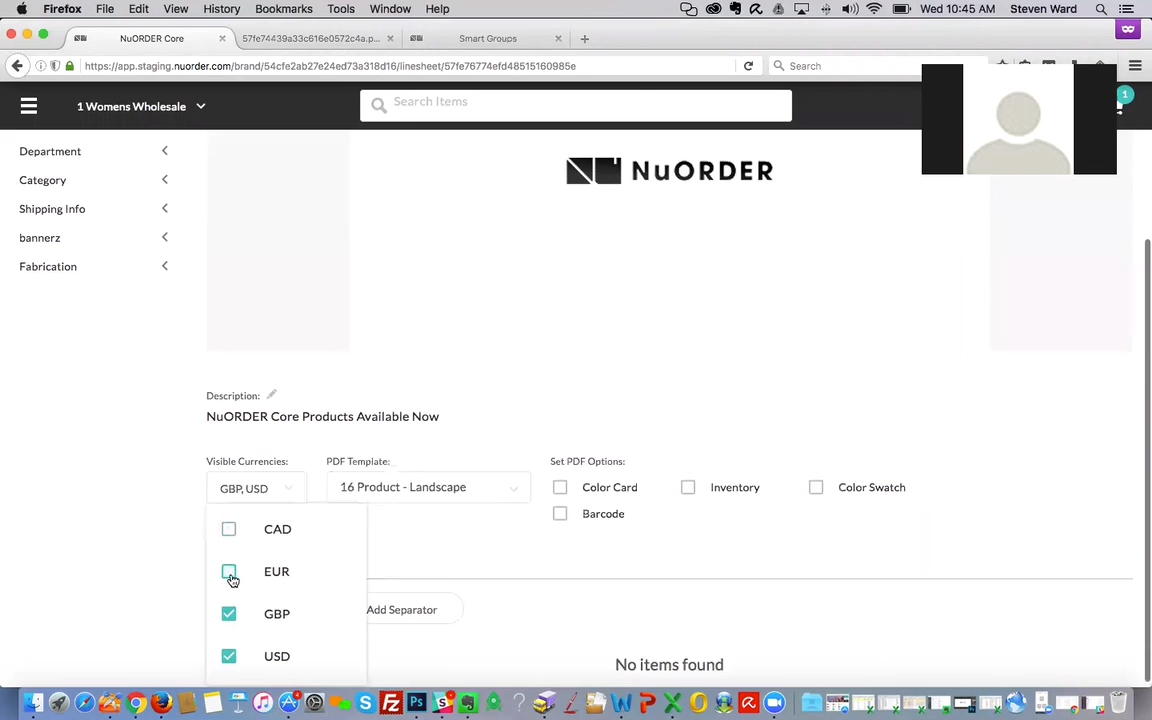 Firefox File Edit View History Bookmarks Tools Window Help Wed 10:45 AM Steven Ward
NuORDER Core 57fe74439a33c616e0572c4a.p... Smart Groups
https://app.staging.nuorder.com/brand/54cfe2ab27e24ed73a318d16/linesheet/57fe76774efd48515160985e Search
1 Womens Wholesale Search Items 1
Department
Category
Shipping Info
bannerz
Fabrication
NuORDER
Description:
NuORDER Core Products Available Now
Visible Currencies: PDF Template: Set PDF Options:
GBP, USD 16 Product - Landscape Color Card Inventory Color Swatch
Barcode
CAD
EUR
GBP
USD
Add Separator
No items found